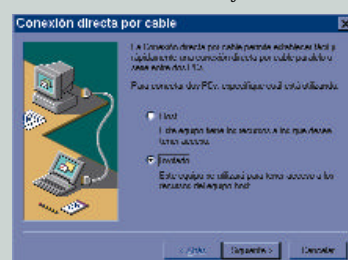 Conexión directa por cable
La Conexión directa por cable permite establecer fácil y
rápidamente una conexión directa por cable paralelo o
serie entre dos PCs.
Para conectar dos PCs, especifique cuál está utilizando:
Host
Este equipo tiene los recursos a los que desea
tener acceso.
Invitado
Este equipo se utilizará para tener acceso a los
recursos del equipo host.
< Atrás Siguiente > Cancelar